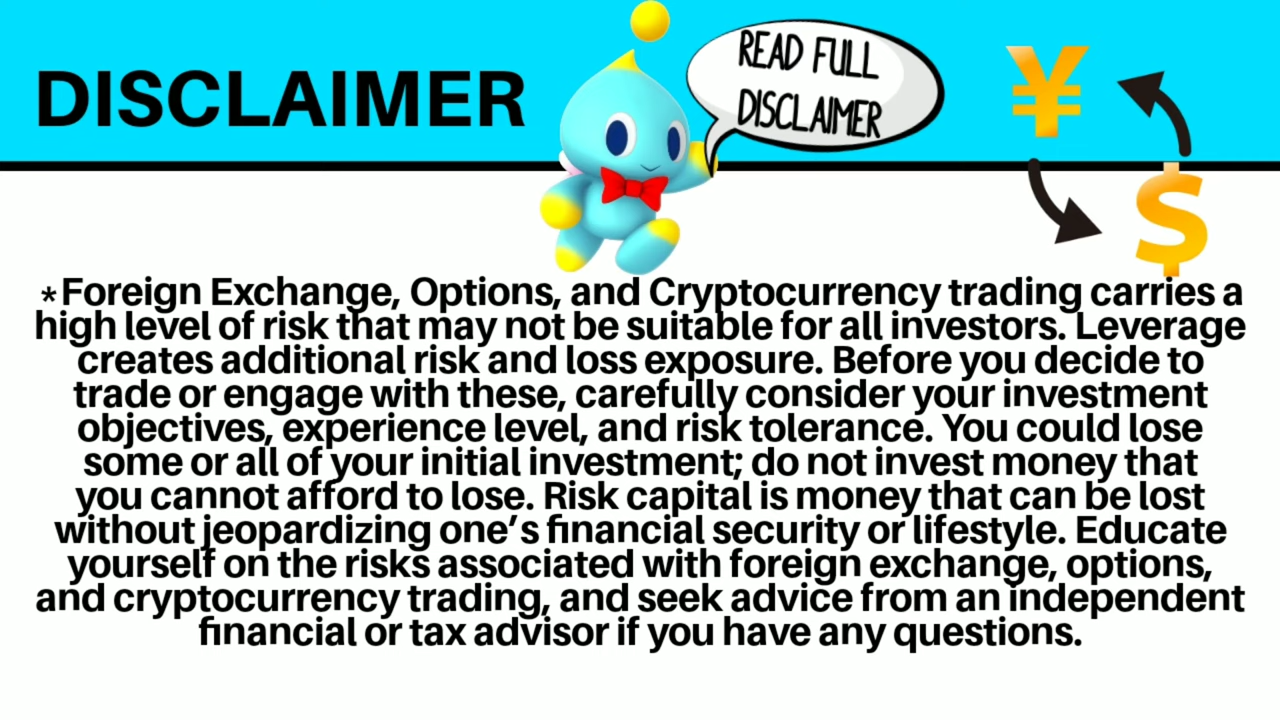 DISCLAIMER
READ FULL
DISCLAIMER
¥
$
*Foreign Exchange, Options, and Cryptocurrency trading carries a
high level of risk that may not be suitable for all investors. Leverage
creates additional risk and loss exposure. Before you decide to
trade or engage with these, carefully consider your investment
objectives, experience level, and risk tolerance. You could lose
some or all of your initial investment; do not invest money that
you cannot afford to lose. Risk capital is money that can be lost
without jeopardizing one’s financial security or lifestyle. Educate
yourself on the risks associated with foreign exchange, options,
and cryptocurrency trading, and seek advice from an independent
financial or tax advisor if you have any questions.